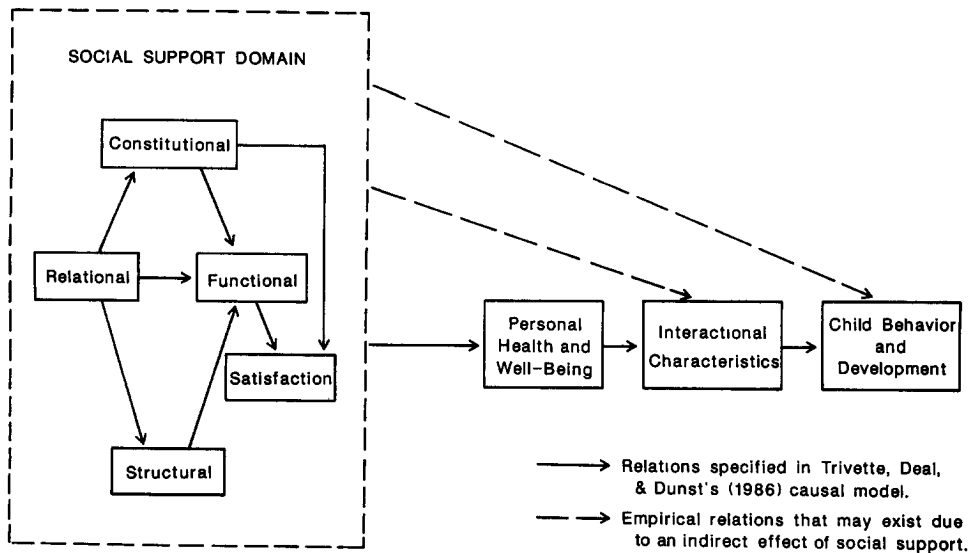 SOCIAL SUPPORT DOMAIN
Constitutional
Relational
Functional
Satisfaction
Structural
Personal
Health and
Well-Being
Interactional
Characteristics
Child Behavior
and
Development
Relations specified in Trivette, Deal,
& Dunst's (1986) causal model.
Empirical relations that may exist due
to an indirect effect of social support.